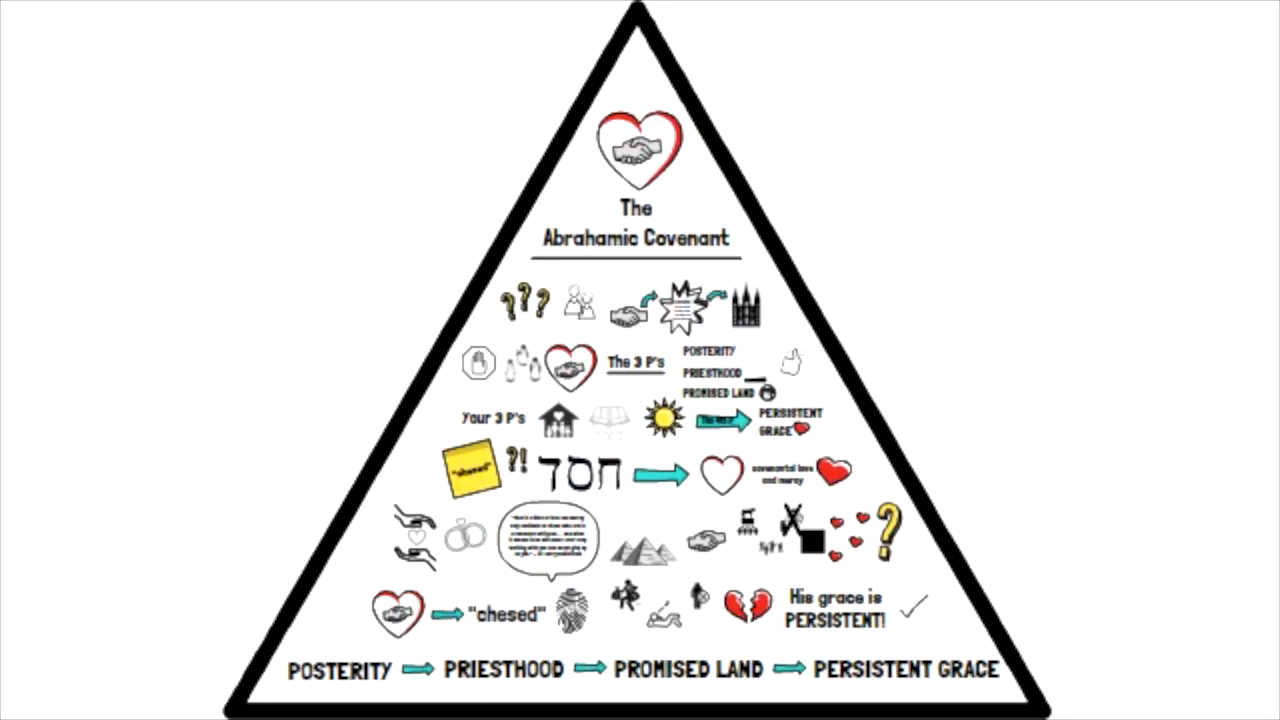 The
Abrahamic Covenant
The 3 P's
POSTERITY
PRIESTHOOD
PROMISED LAND
Your 3 P's
PERSISTENT
GRACE
"chesed"
?!
חסד
covenantal love
and mercy
"chesed"
His grace is
PERSISTENT!
POSTERITY PRIESTHOOD PROMISED LAND PERSISTENT GRACE